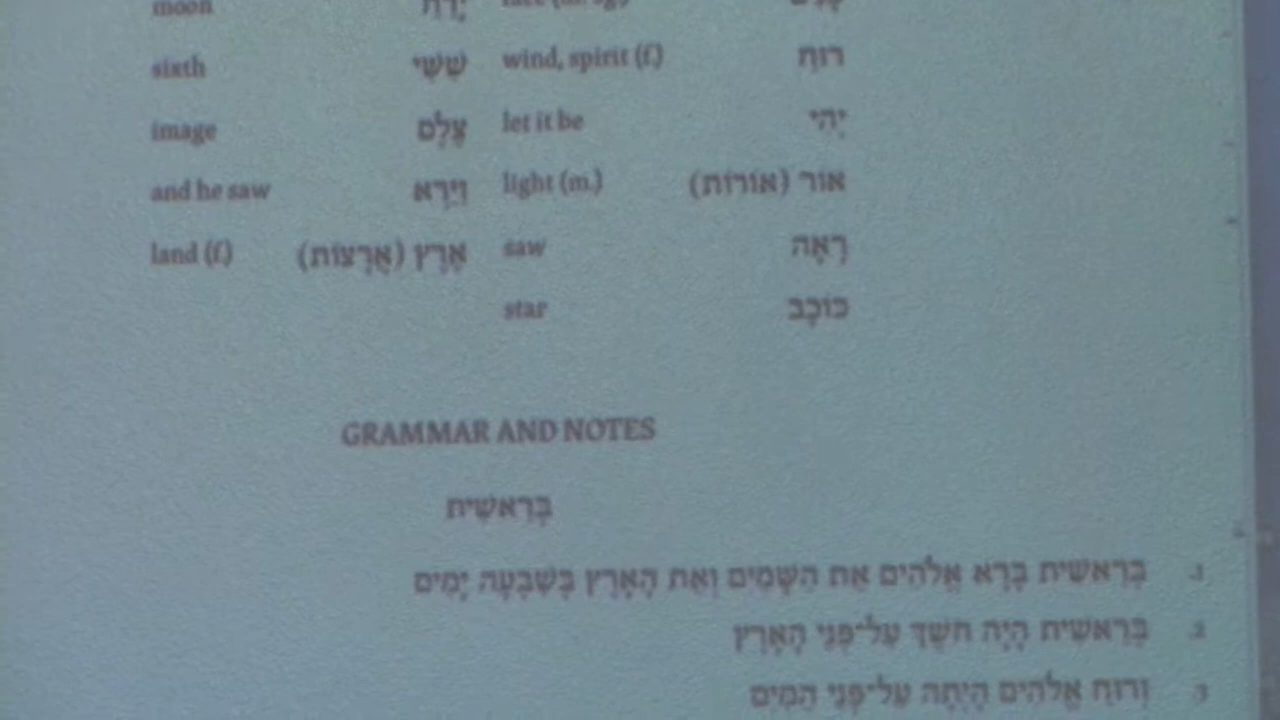 moon
sixth שִׁשִּׁי wind, spirit (f.) רוּחַ
image צֶלֶם let it be יְהִי
and he saw וַיַּרְא light (m.) אוֹר (אוֹרוֹת)
land (f.) אֶרֶץ (אֲרָצוֹת) saw רָאָה
star כּוֹכָב
GRAMMAR AND NOTES
בְּרֵאשִׁית
1. בְּרֵאשִׁית בָּרָא אֱלֹהִים אֵת הַשָּׁמַיִם וְאֵת הָאָרֶץ בְּשִׁבְעָה יָמִים
2. בְּרֵאשִׁית הָיָה חֹשֶׁךְ עַל־פְּנֵי הָאָרֶץ
3. וְרוּחַ אֱלֹהִים הָיְתָה עַל־פְּנֵי הַמַּיִם